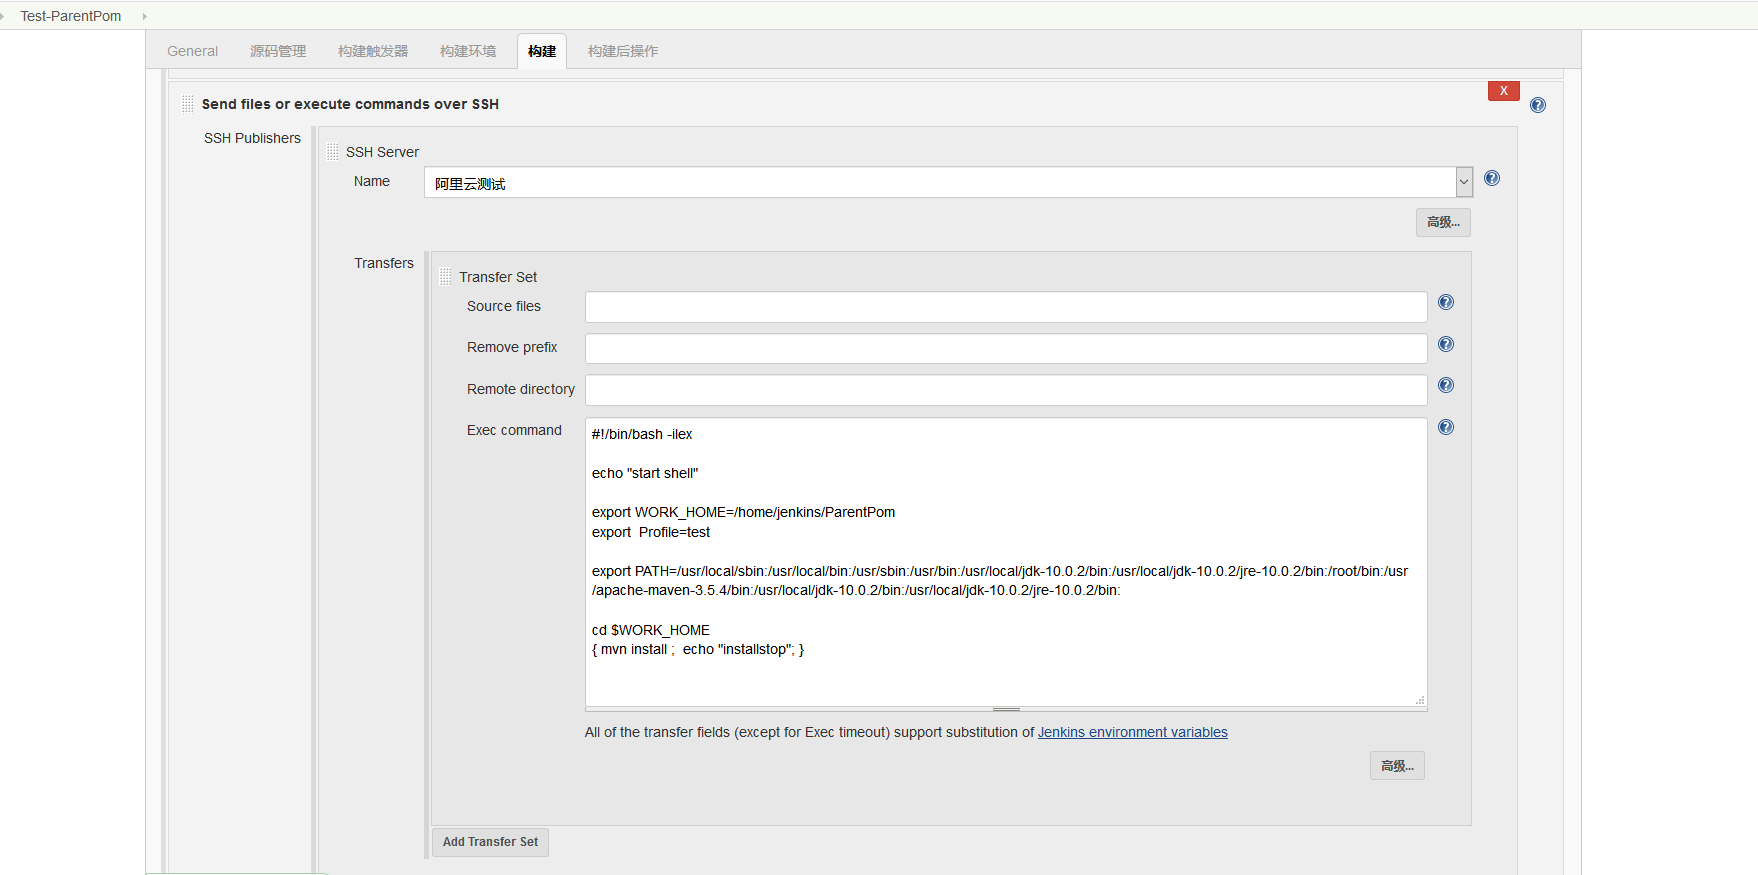 Test-ParentPom
General 源码管理 构建触发器 构建环境 构建 构建后操作
Send files or execute commands over SSH
X
SSH Publishers
SSH Server
Name
阿里云测试
高级...
Transfers
Transfer Set
Source files
Remove prefix
Remote directory
Exec command
#!/bin/bash -ilex
echo "start shell"
export WORK_HOME=/home/jenkins/ParentPom
export  Profile=test
export PATH=/usr/local/sbin:/usr/local/bin:/usr/sbin:/usr/bin:/usr/local/jdk-10.0.2/bin:/usr/local/jdk-10.0.2/jre-10.0.2/bin:/root/bin:/usr
/apache-maven-3.5.4/bin:/usr/local/jdk-10.0.2/bin:/usr/local/jdk-10.0.2/jre-10.0.2/bin:
cd $WORK_HOME
{ mvn install ;  echo "installstop"; }
All of the transfer fields (except for Exec timeout) support substitution of Jenkins environment variables
高级...
Add Transfer Set